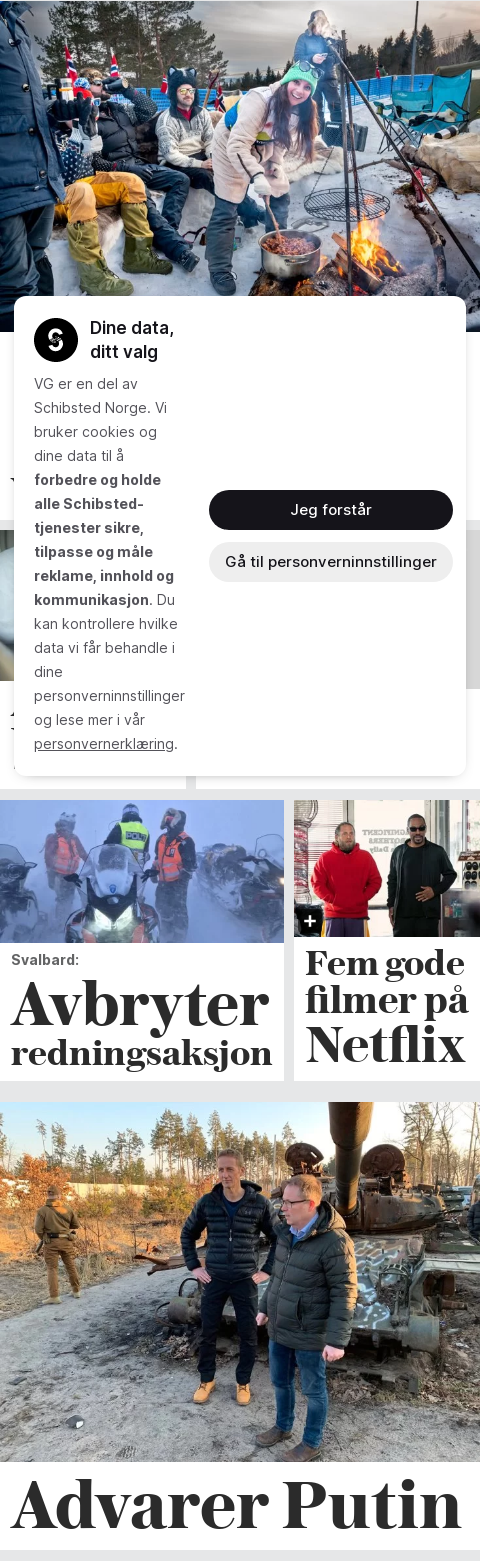 Dine data,
ditt valg
VG er en del av
Schibsted Norge. Vi
bruker cookies og
dine data til å
forbedre og holde
alle Schibsted-
tjenester sikre,
tilpasse og måle
reklame, innhold og
kommunikasjon. Du
kan kontrollere hvilke
data vi får behandle i
dine
personverninnstillinger
og lese mer i vår
personvernerklæring.
Jeg forstår
Gå til personverninnstillinger
Svalbard:
Avbryter
redningsaksjon
Fem gode
filmer på
Netflix
Advarer Putin